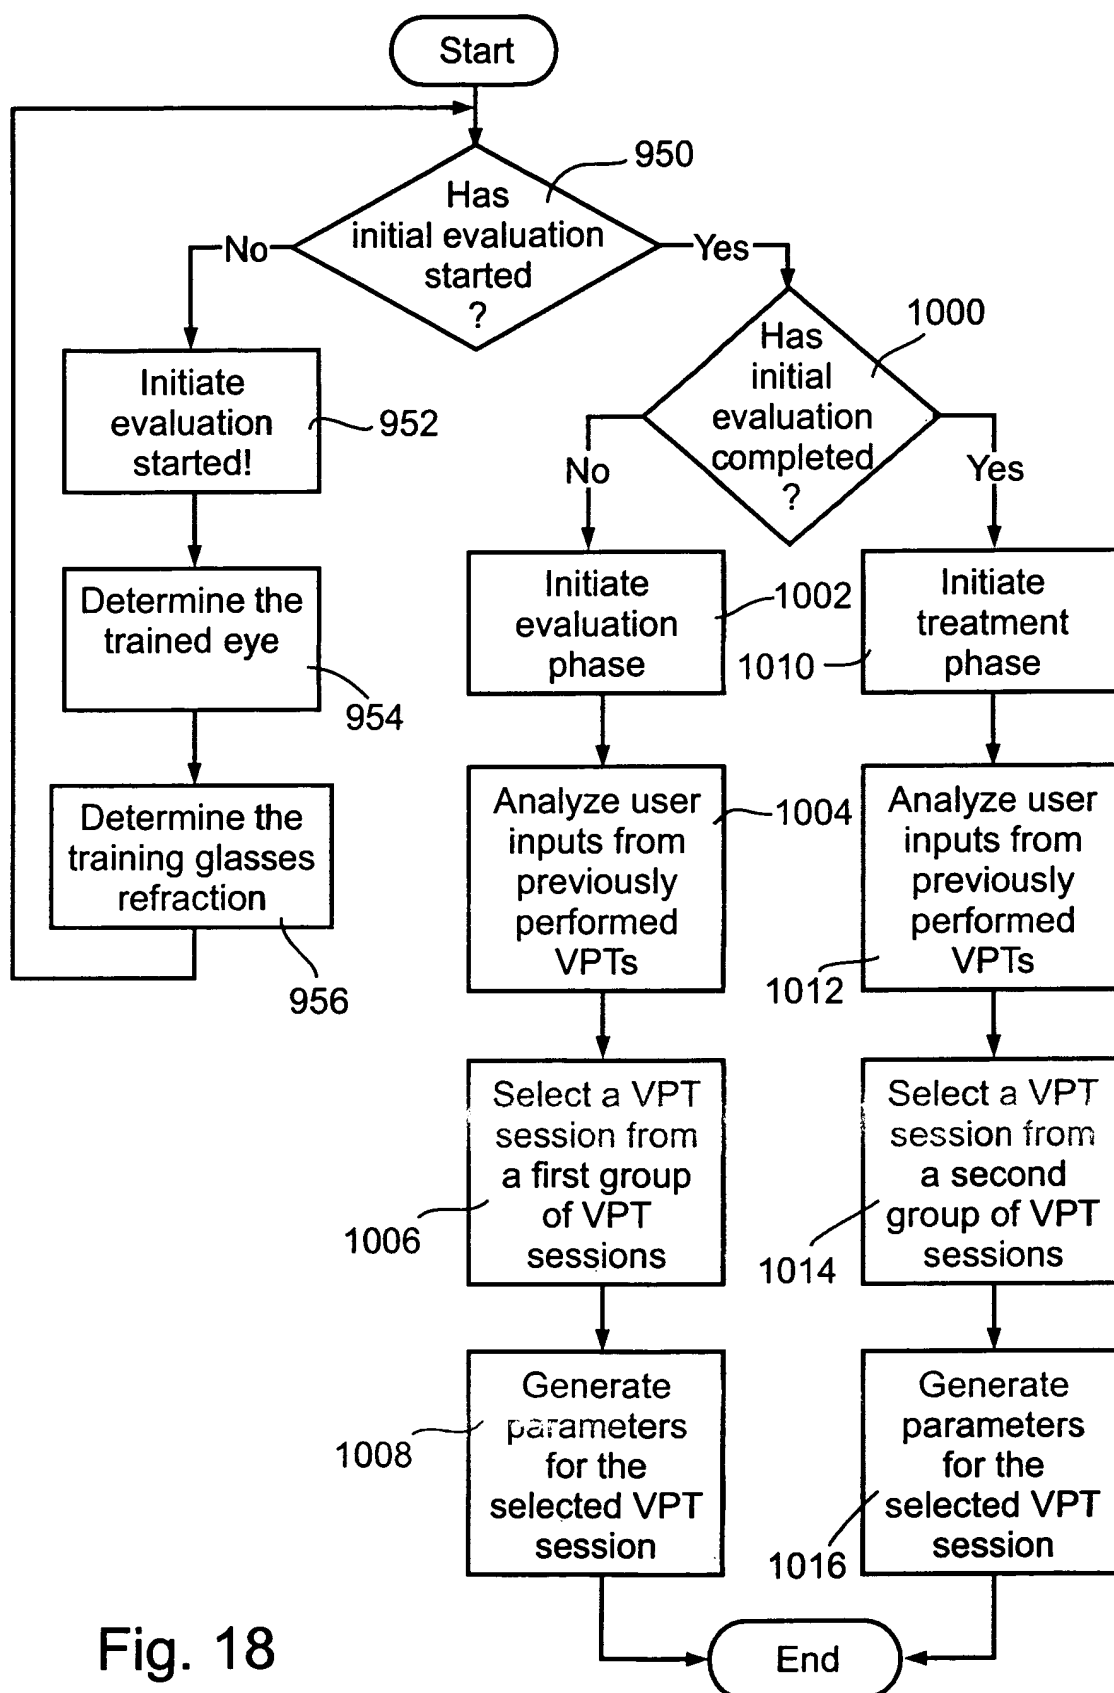 Start
950
Has
initial evaluation
started
?
No
Yes
Initiate
evaluation
started!
952
Determine the
trained eye
954
Determine the
training glasses
refraction
956
1000
Has
initial
evaluation
completed
?
No
Yes
Initiate
evaluation
phase
1002
Analyze user
inputs from
previously
performed
VPTs
1004
Select a VPT
session from
a first group
of VPT
sessions
1006
Generate
parameters
for the
selected VPT
session
1008
Initiate
treatment
phase
1010
Analyze user
inputs from
previously
performed
VPTs
1012
Select a VPT
session from
a second
group of VPT
sessions
1014
Generate
parameters
for the
selected VPT
session
1016
End
Fig. 18